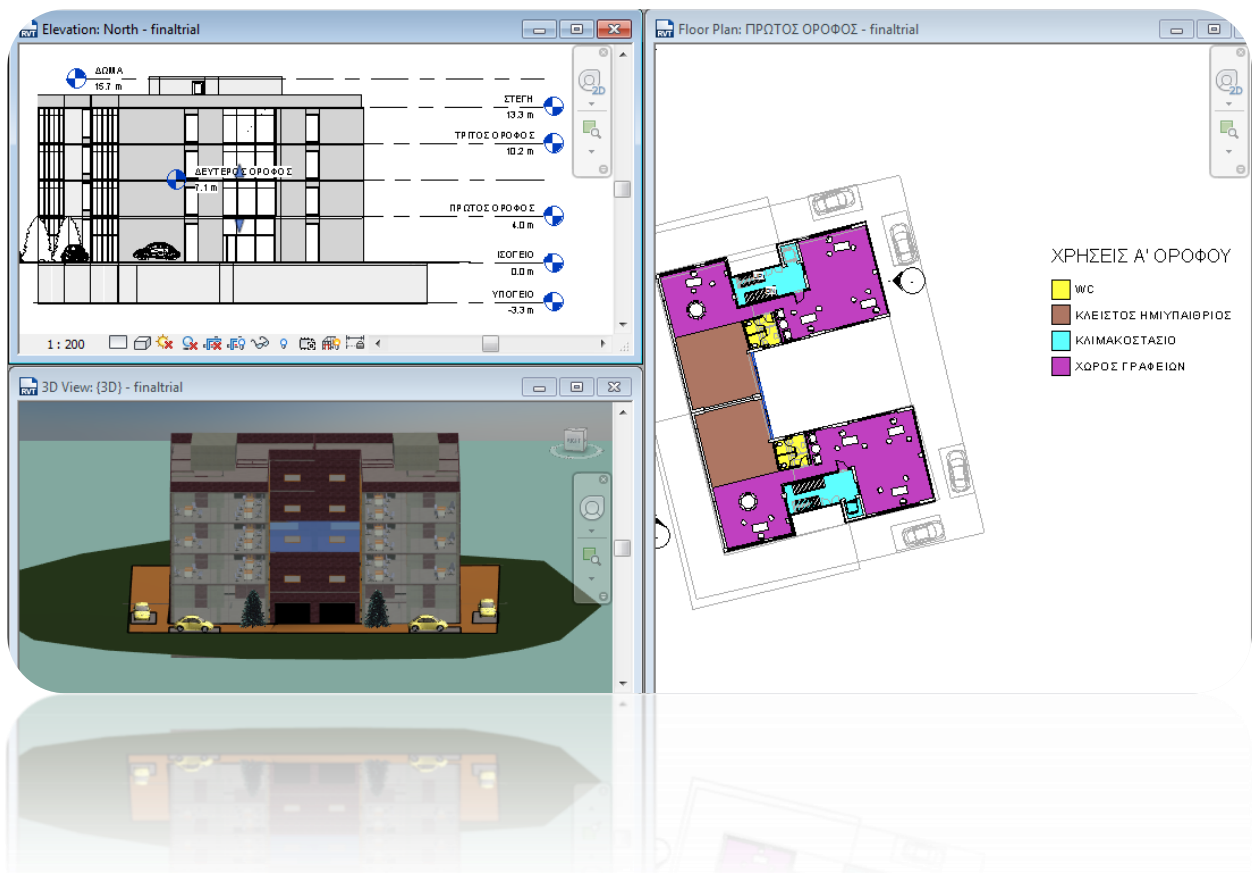 Elevation: North - finaltrial
ΔΩΜΑ
15.7 m
ΣΤΕΓΗ
13.3 m
ΤΡΙΤΟΣ ΟΡΟΦΟΣ
10.2 m
ΔΕΥΤΕΡΟΣ ΟΡΟΦΟΣ
7.1 m
ΠΡΩΤΟΣ ΟΡΟΦΟΣ
4.0 m
ΙΣΟΓΕΙΟ
0.0 m
ΥΠΟΓΕΙΟ
-3.3 m
2D
1 : 200
3D View: {3D} - finaltrial
Floor Plan: ΠΡΩΤΟΣ ΟΡΟΦΟΣ - finaltrial
2D
ΧΡΗΣΕΙΣ Α' ΟΡΟΦΟΥ
WC
ΚΛΕΙΣΤΟΣ ΗΜΙΥΠΑΙΘΡΙΟΣ
ΚΛΙΜΑΚΟΣΤΑΣΙΟ
ΧΩΡΟΣ ΓΡΑΦΕΙΩΝ